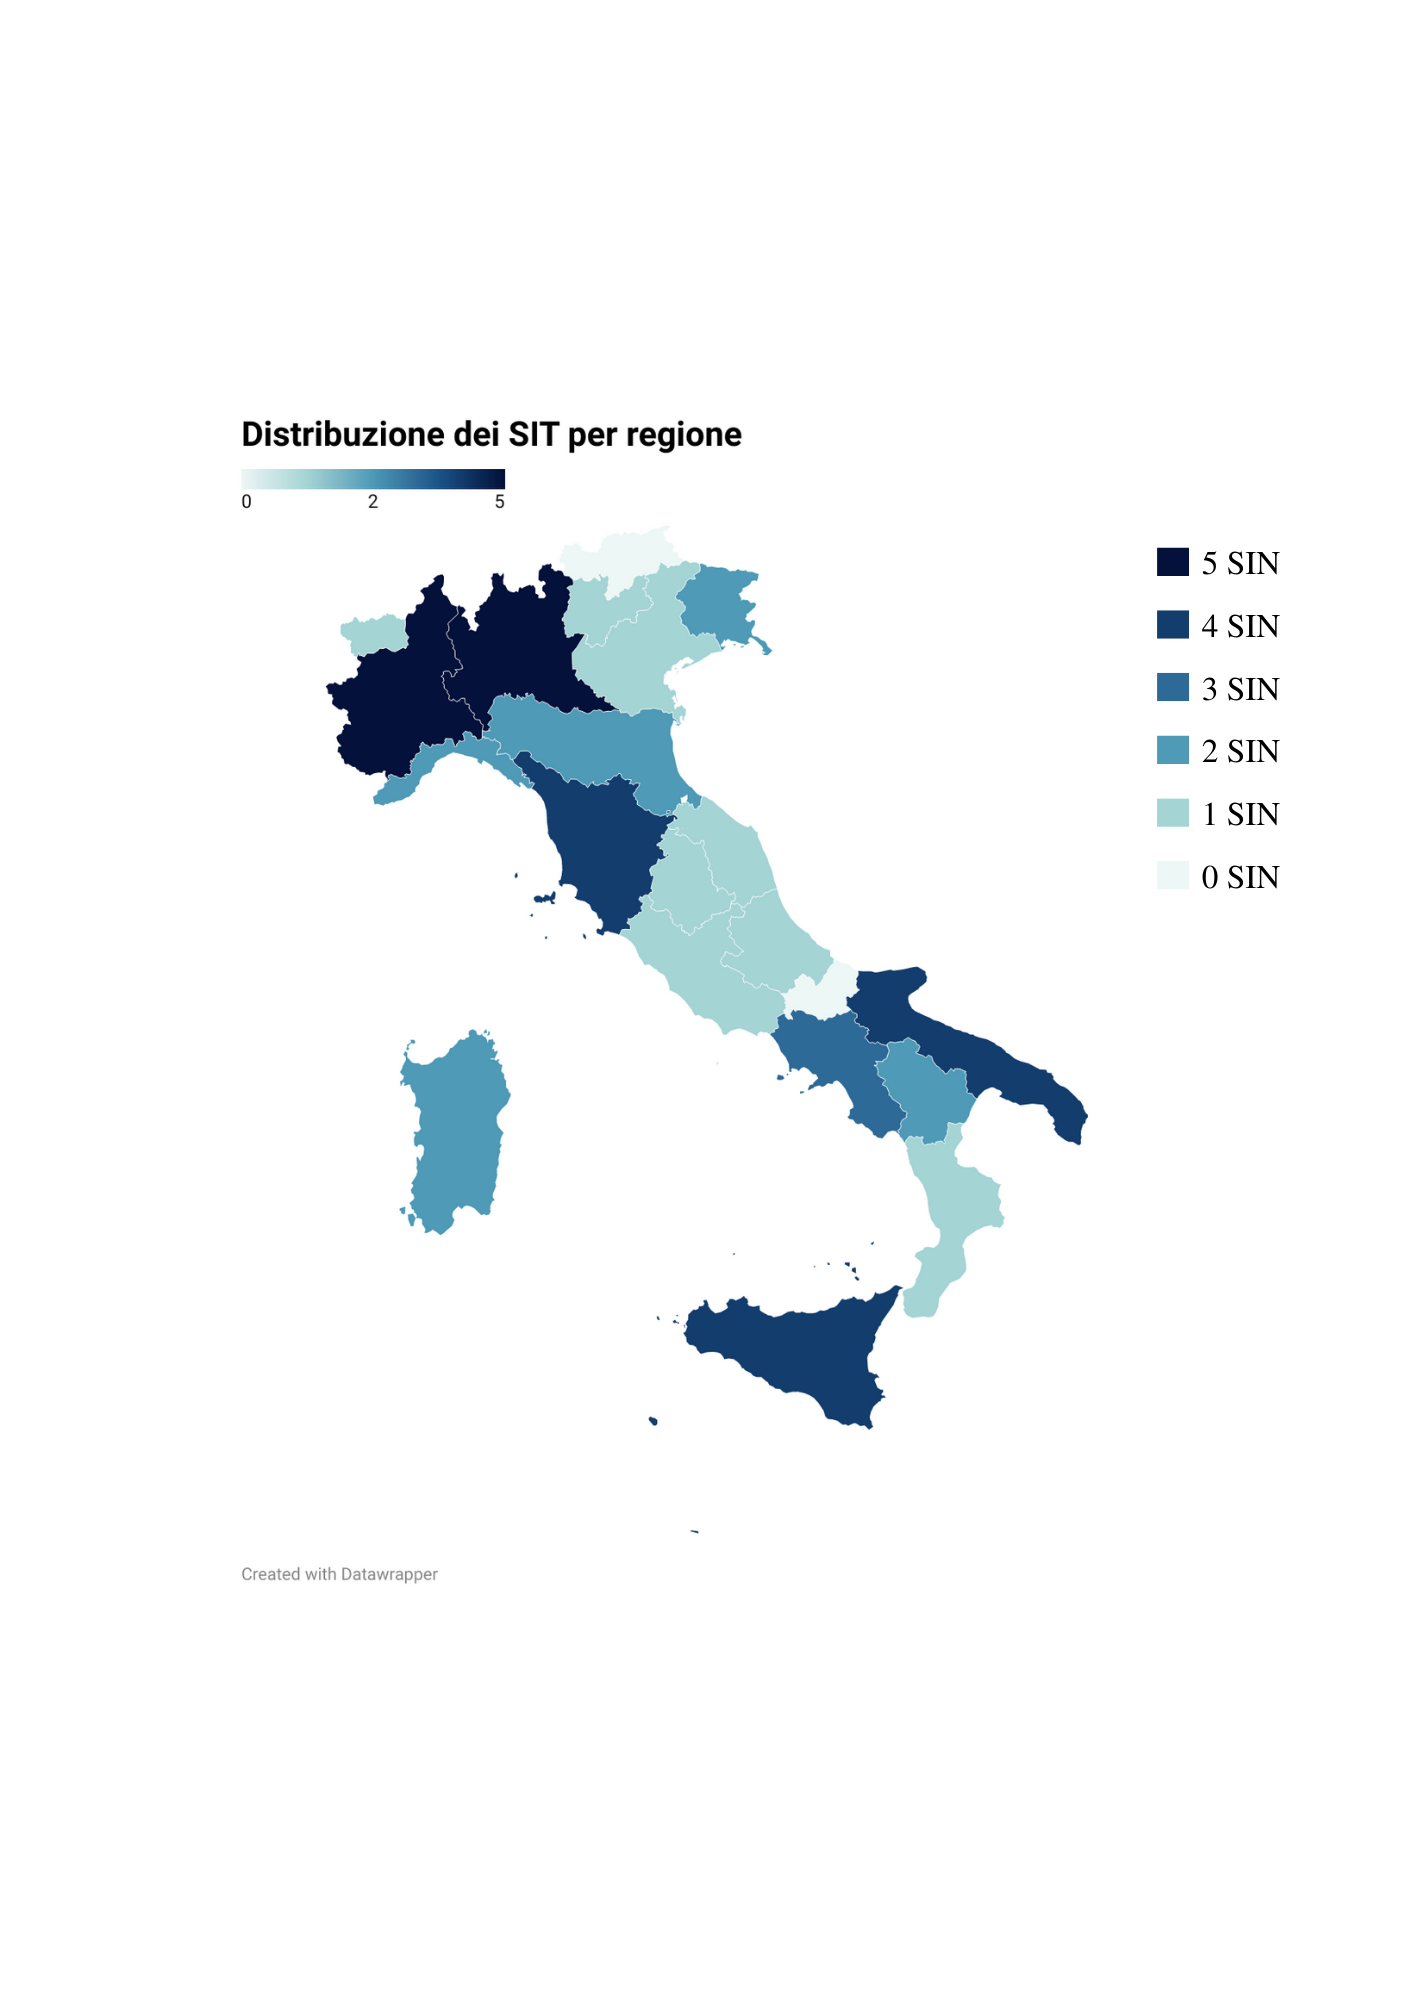 Distribuzione dei SIT per regione
0 2 5
5 SIN
4 SIN
3 SIN
2 SIN
1 SIN
0 SIN
Created with Datawrapper